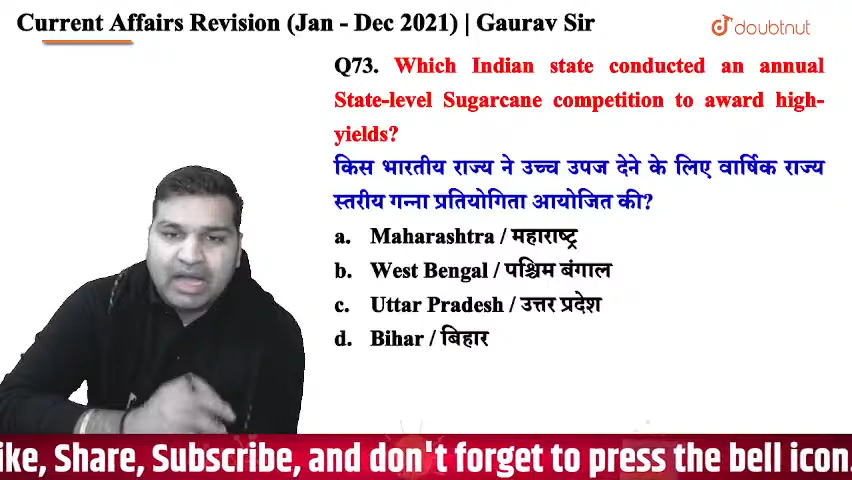 Current Affairs Revision (Jan - Dec 2021) | Gaurav Sir
doubtnut
Q73. Which Indian state conducted an annual
State-level Sugarcane competition to award high-
yields?
किस भारतीय राज्य ने उच्च उपज देने के लिए वार्षिक राज्य
स्तरीय गन्ना प्रतियोगिता आयोजित की?
a. Maharashtra / महाराष्ट्र
b. West Bengal / पश्चिम बंगाल
c. Uttar Pradesh / उत्तर प्रदेश
d. Bihar / बिहार
ike, Share, Subscribe, and don't forget to press the bell icon.